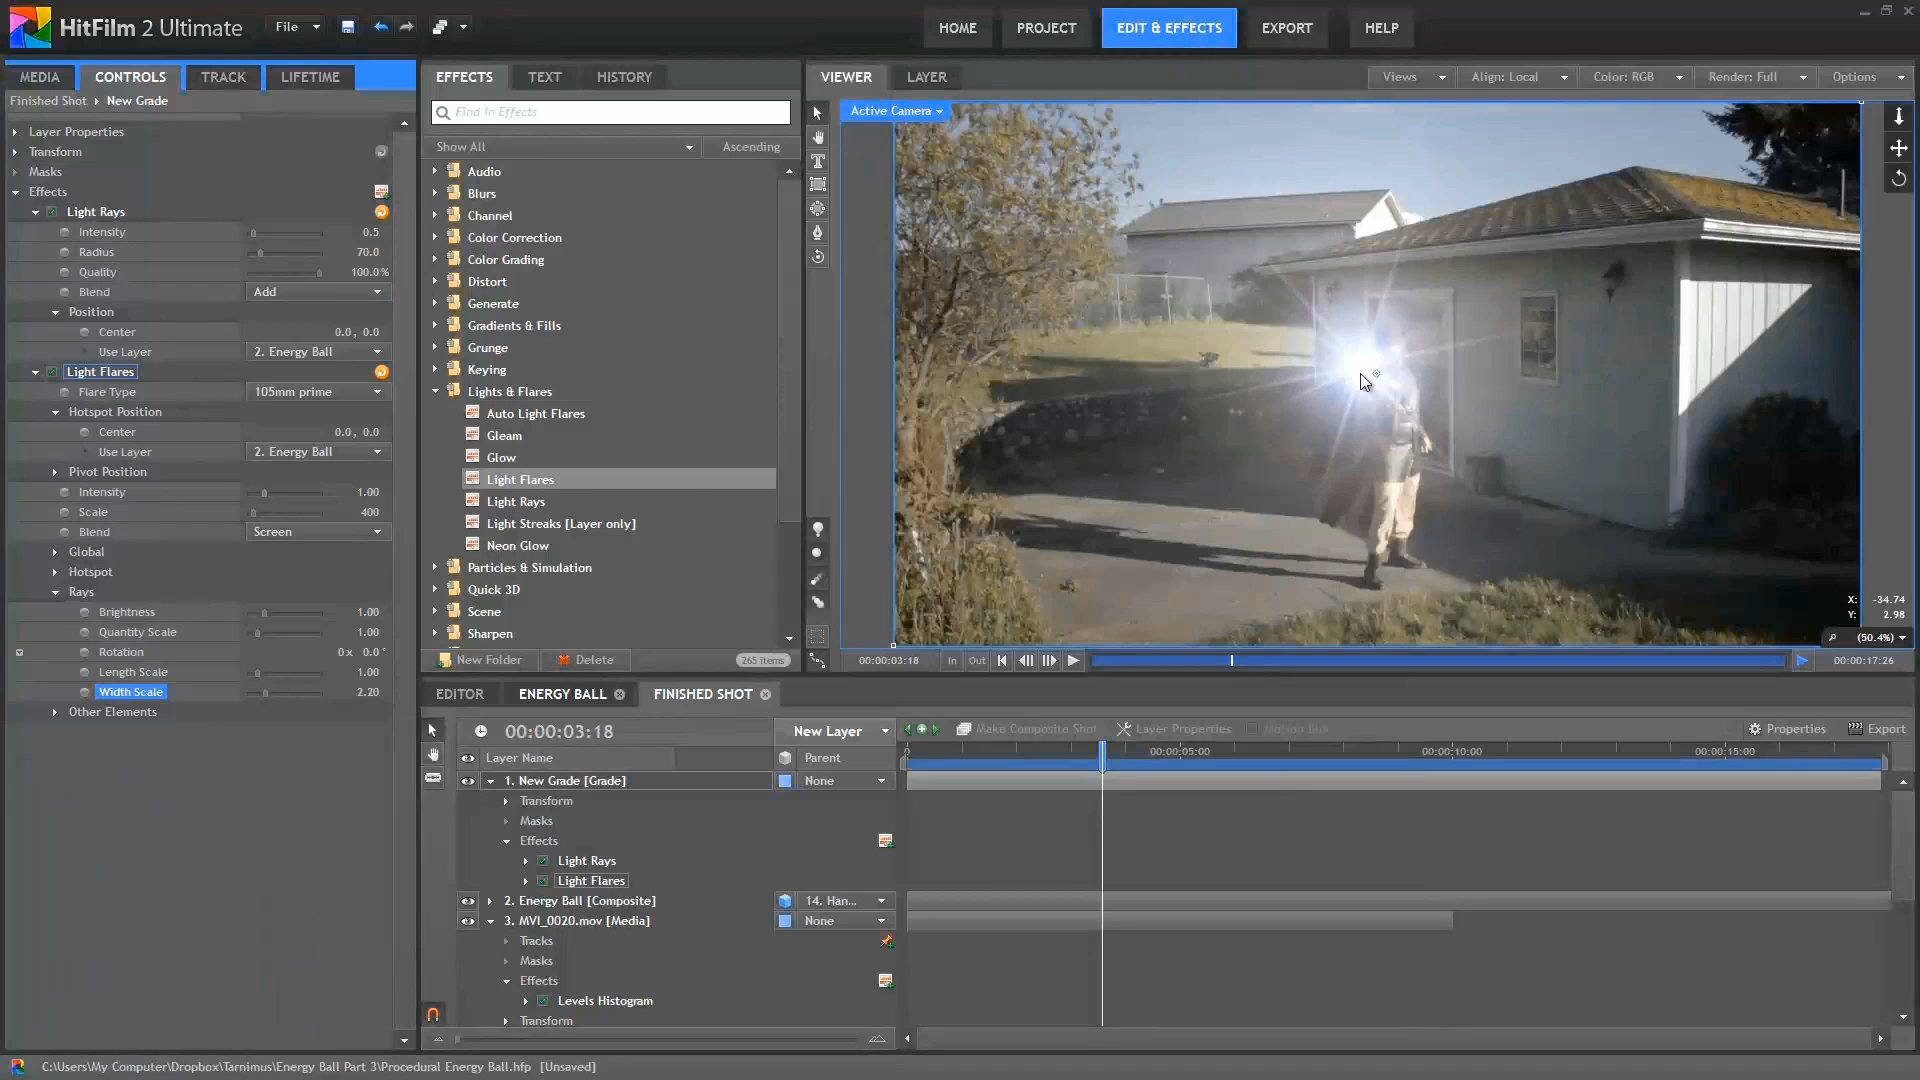 HitFilm 2 Ultimate
File
HOME
PROJECT
EDIT & EFFECTS
EXPORT
HELP
MEDIA
CONTROLS
TRACK
LIFETIME
Finished Shot
New Grade
Layer Properties
Transform
Masks
Effects
Light Rays
Intensity 0.5
Radius 70.0
Quality 100.0%
Blend Add
Position
Center 0.0, 0.0
Use Layer 2. Energy Ball
Light Flares
Flare Type 105mm prime
Hotspot Position
Center 0.0, 0.0
Use Layer 2. Energy Ball
Pivot Position
Intensity 1.00
Scale 400
Blend Screen
Global
Hotspot
Rays
Brightness 1.00
Quantity Scale 1.00
Rotation 0x 0.0°
Length Scale 1.00
Width Scale 2.20
Other Elements
EFFECTS
TEXT
HISTORY
Find In Effects
Show All
Ascending
Audio
Blurs
Channel
Color Correction
Color Grading
Distort
Generate
Gradients & Fills
Grunge
Keying
Lights & Flares
Auto Light Flares
Gleam
Glow
Light Flares
Light Rays
Light Streaks [Layer only]
Neon Glow
Particles & Simulation
Quick 3D
Scene
Sharpen
New Folder
Delete
265 items
VIEWER
LAYER
Views
Align: Local
Color: RGB
Render: Full
Options
Active Camera
X: -34.74
Y: 2.98
(50.4%)
00:00:03:18
In
Out
00:00:17:26
EDITOR
ENERGY BALL
FINISHED SHOT
00:00:03:18
New Layer
Make Composite Shot
Layer Properties
Motion Blur
Properties
Export
Layer Name
Parent
0
00:00:05:00
00:00:10:00
00:00:15:00
1. New Grade [Grade]
None
Transform
Masks
Effects
Light Rays
Light Flares
2. Energy Ball [Composite]
14. Han...
3. MVI_0020.mov [Media]
None
Tracks
Masks
Effects
Levels Histogram
Transform
C:\Users\My Computer\Dropbox\Tarnimus\Energy Ball Part 3\Procedural Energy Ball.hfp [Unsaved]